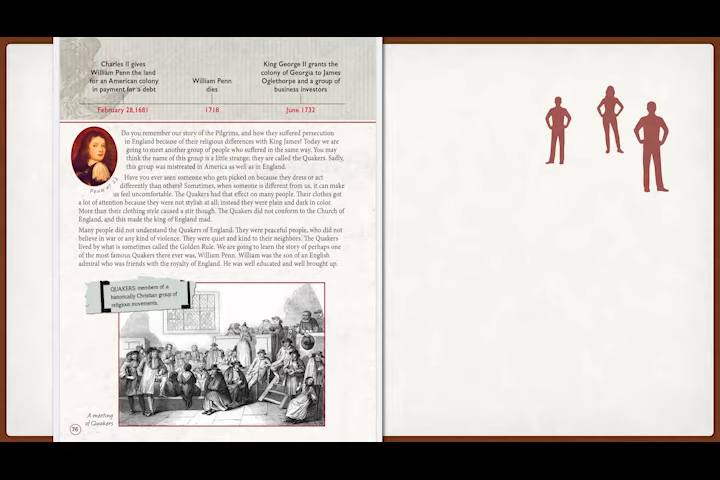 Charles II gives
William Penn the land
for an American colony
in payment for a debt
February 28,1681
William Penn
dies
1718
King George II grants the
colony of Georgia to James
Oglethorpe and a group of
business investors
June 1732
Do you remember our story of the Pilgrims, and how they suffered persecution
in England because of their religious differences with King James? Today we are
going to meet another group of people who suffered in the same way. You may
think the name of this group is a little strange; they are called the Quakers. Sadly,
this group was mistreated in America as well as in England.
Penn at 22
Have you ever seen someone who gets picked on because they dress or act
differently than others? Sometimes, when someone is different from us, it can make
us feel uncomfortable. The Quakers had that effect on many people. Their clothes got
a lot of attention because they were not stylish at all; instead they were plain and dark in color.
More than their clothing style caused a stir though. The Quakers did not conform to the Church of
England, and this made the king of England mad.
Many people did not understand the Quakers of England. They were peaceful people, who did not
believe in war or any kind of violence. They were quiet and kind to their neighbors. The Quakers
lived by what is sometimes called the Golden Rule. We are going to learn the story of perhaps one
of the most famous Quakers there ever was, William Penn. William was the son of an English
admiral who was friends with the royalty of England. He was well educated and well brought up.
QUAKERS: members of a
historically Christian group of
religious movements.
A meeting
of Quakers
76